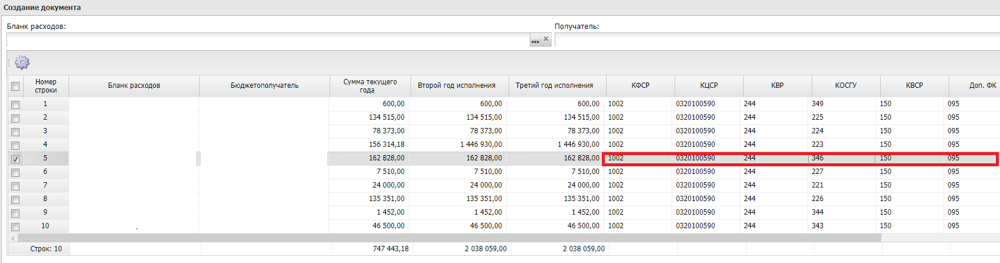 Создание документа
Бланк расходов: Получатель:
... ×
Номер строки Бланк расходов Бюджетополучатель Сумма текущего года Второй год исполнения Третий год исполнения КФСР КЦСР КВР КОСГУ КВСР Доп. ФК
1 600,00 600,00 600,00 1002 0320100590 244 349 150 095
2 134 515,00 134 515,00 134 515,00 1002 0320100590 244 225 150 095
3 78 373,00 78 373,00 78 373,00 1002 0320100590 244 224 150 095
4 156 314,18 1 446 930,00 1 446 930,00 1002 0320100590 244 223 150 095
5 162 828,00 162 828,00 162 828,00 1002 0320100590 244 346 150 095
6 7 510,00 7 510,00 7 510,00 1002 0320100590 244 227 150 095
7 24 000,00 24 000,00 24 000,00 1002 0320100590 244 221 150 095
8 135 351,00 135 351,00 135 351,00 1002 0320100590 244 226 150 095
9 1 452,00 1 452,00 1 452,00 1002 0320100590 244 344 150 095
10 46 500,00 46 500,00 46 500,00 1002 0320100590 244 343 150 095
Строк: 10 747 443,18 2 038 059,00 2 038 059,00